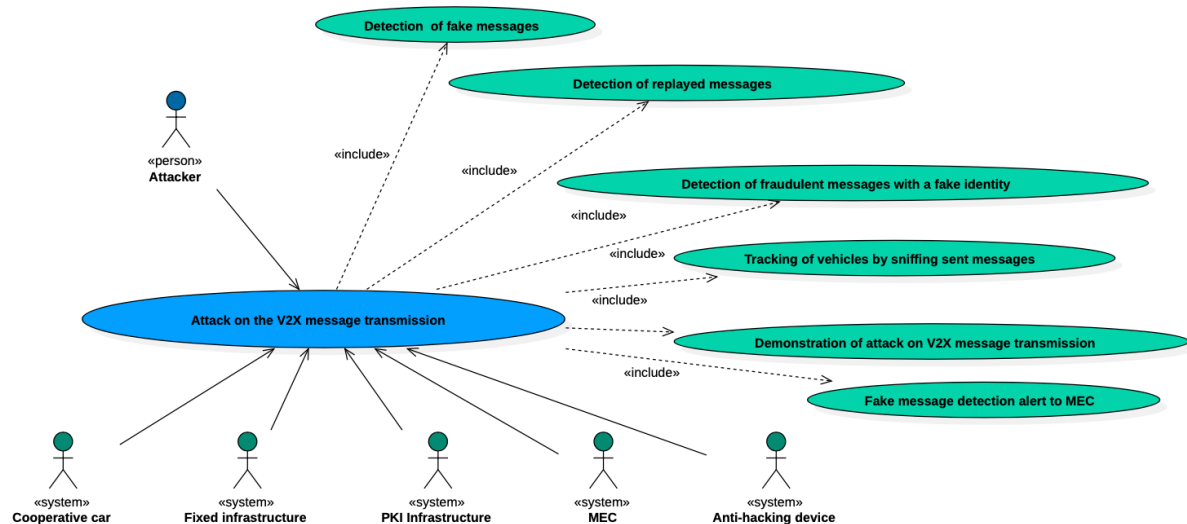 Detection  of fake messages
Detection of replayed messages
«include»
«include»
«person»
Attacker
Detection of fraudulent messages with a fake identity
«include»
«include»
Tracking of vehicles by sniffing sent messages
«include»
Attack on the V2X message transmission
Demonstration of attack on V2X message transmission
«include»
Fake message detection alert to MEC
«system»
Cooperative car
«system»
Fixed infrastructure
«system»
PKI Infrastructure
«system»
MEC
«system»
Anti-hacking device